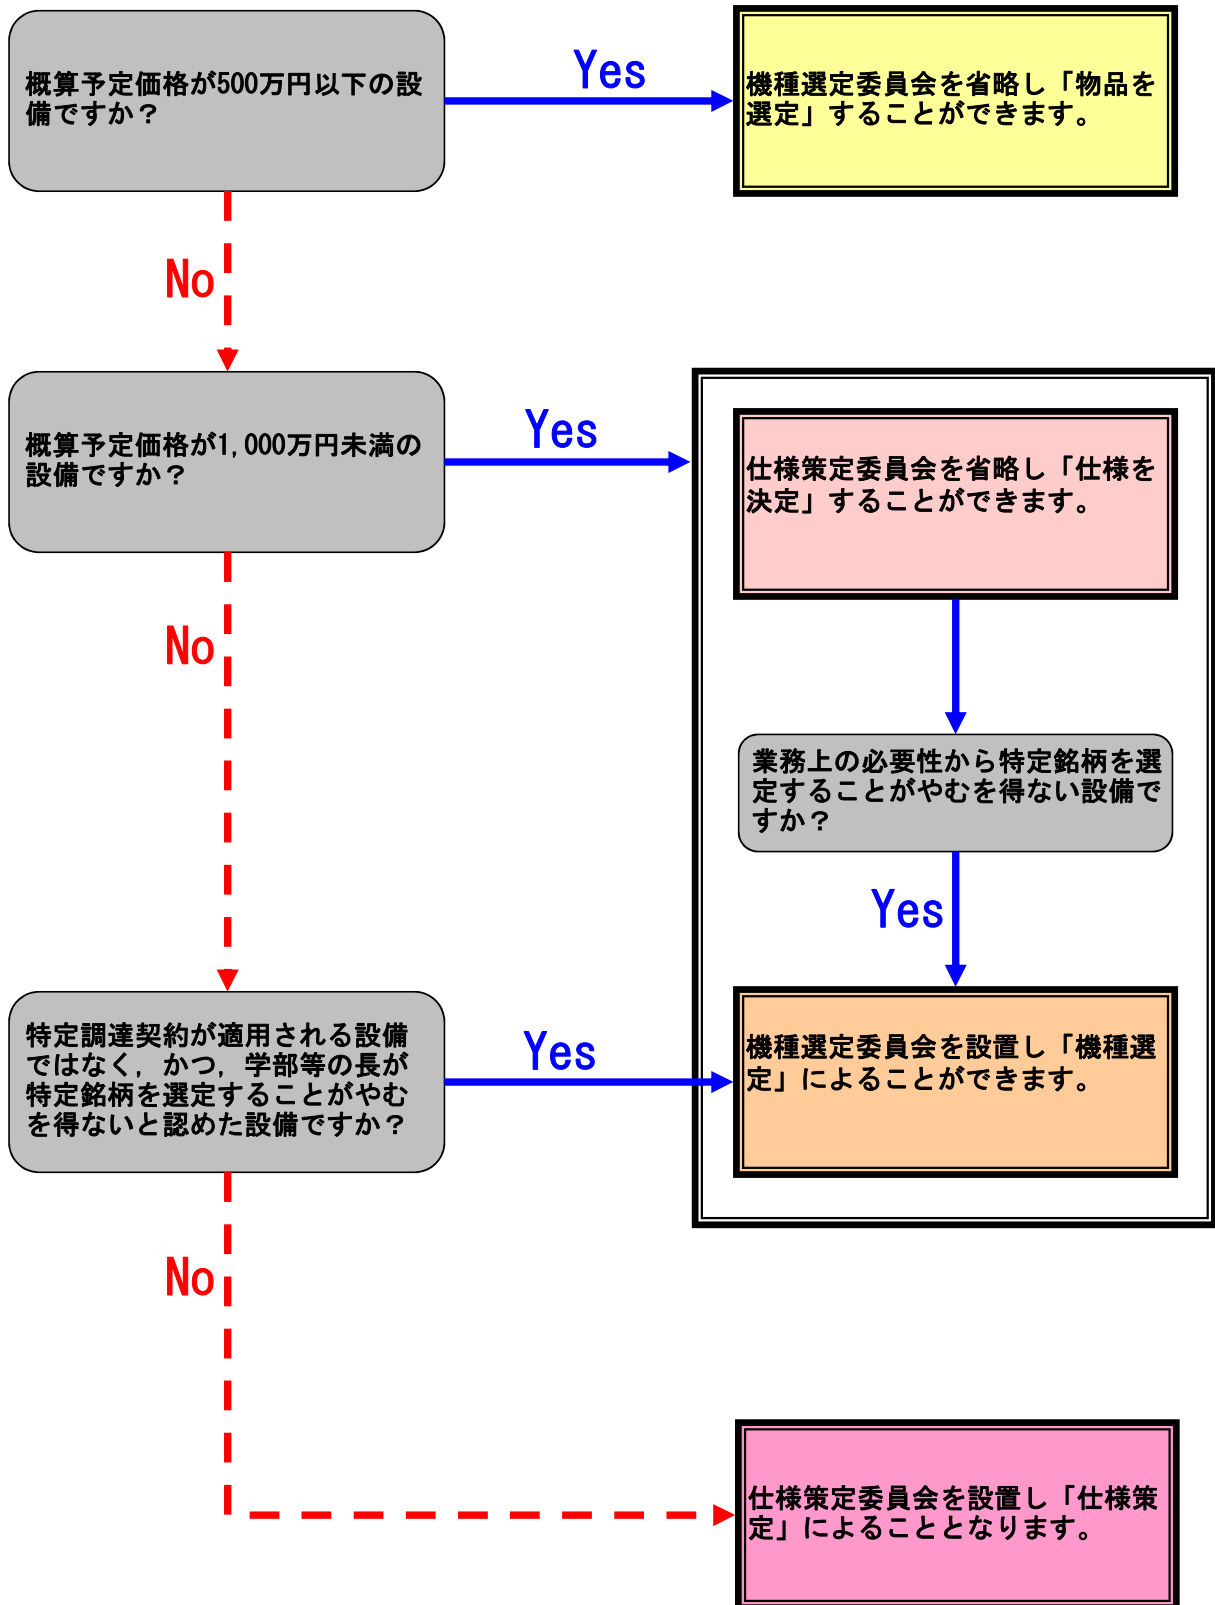 概算予定価格が500万円以下の設
備ですか？
Yes
機種選定委員会を省略し「物品を
選定」することができます。
No
概算予定価格が1,000万円未満の
設備ですか？
Yes
仕様策定委員会を省略し「仕様を
決定」することができます。
No
業務上の必要性から特定銘柄を選
定することがやむを得ない設備で
すか？
Yes
特定調達契約が適用される設備
ではなく，かつ，学部等の長が
特定銘柄を選定することがやむ
を得ないと認めた設備ですか？
Yes
機種選定委員会を設置し「機種選
定」によることができます。
No
仕様策定委員会を設置し「仕様策
定」によることとなります。